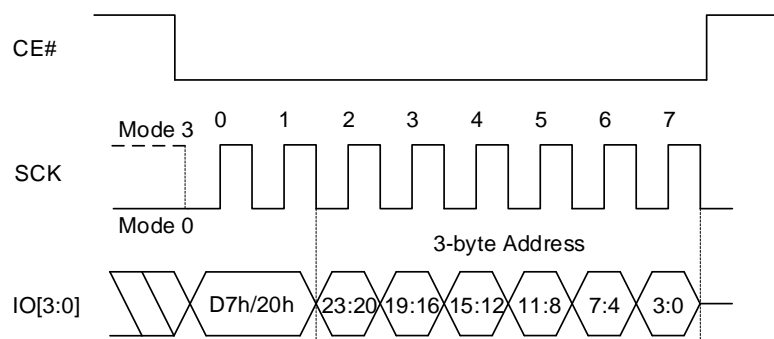 CE#
Mode 3
0 1 2 3 4 5 6 7
SCK
Mode 0
3-byte Address
IO[3:0]
D7h/20h 23:20 19:16 15:12 11:8 7:4 3:0